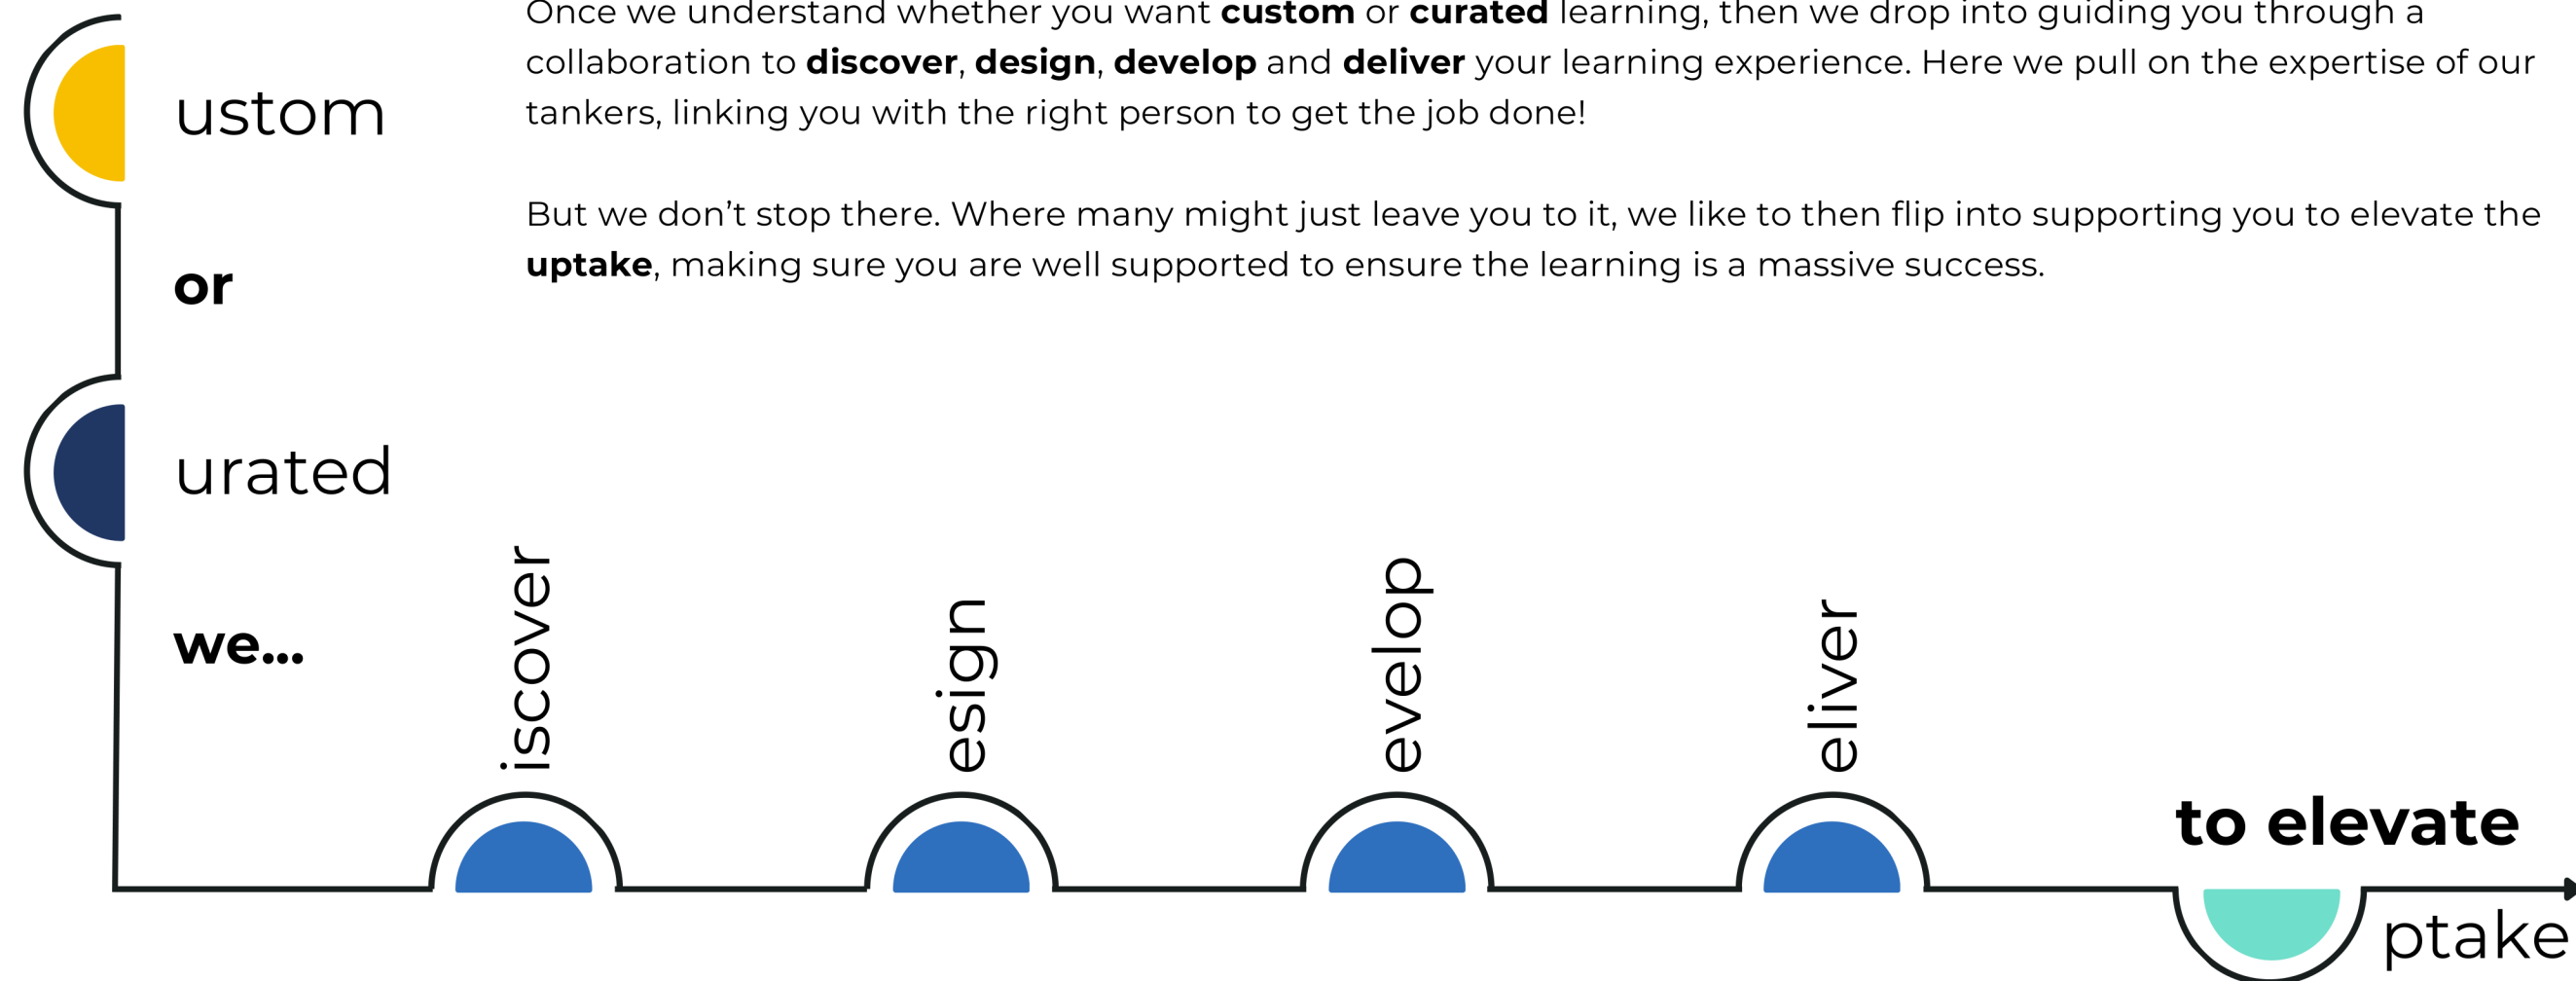 Once we understand whether you want custom or curated learning, then we drop into guiding you through a
collaboration to discover, design, develop and deliver your learning experience. Here we pull on the expertise of our
tankers, linking you with the right person to get the job done!
But we don’t stop there. Where many might just leave you to it, we like to then flip into supporting you to elevate the
uptake, making sure you are well supported to ensure the learning is a massive success.
ustom
or
urated
we...
iscover
esign
evelop
eliver
to elevate
ptake